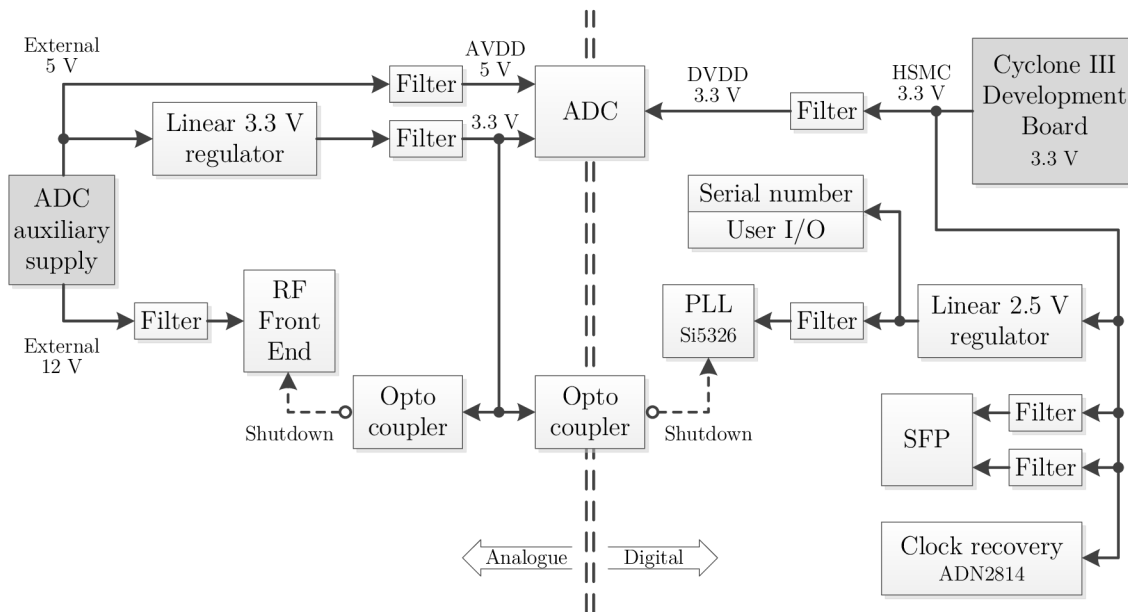 External
5 V
AVDD
5 V
Filter
Linear 3.3 V
regulator
Filter
3.3 V
ADC
DVDD
3.3 V
Filter
HSMC
3.3 V
Cyclone III
Development
Board
3.3 V
ADC
auxiliary
supply
External
12 V
Filter
RF
Front
End
Shutdown
Opto
coupler
Opto
coupler
Shutdown
Serial number
User I/O
PLL
Si5326
Filter
Linear 2.5 V
regulator
SFP
Filter
Filter
Clock recovery
ADN2814
Analogue
Digital